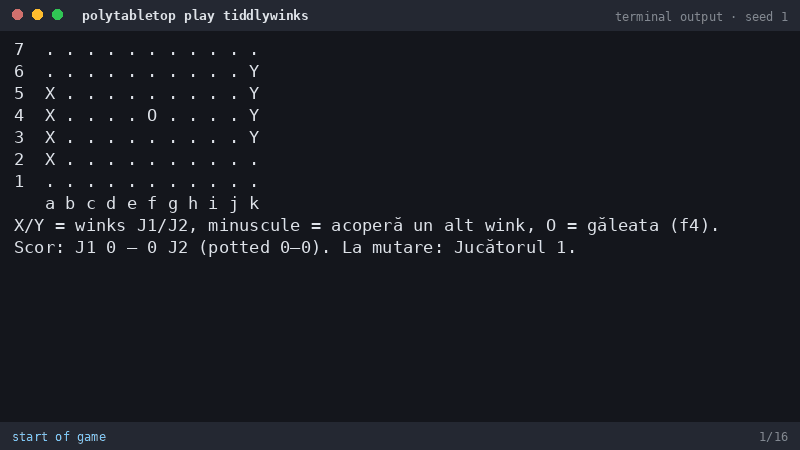 polytabletop play tiddlywinks
terminal output · seed 1
7  . . . . . . . . . . .
6  . . . . . . . . . . Y
5  X . . . . . . . . . Y
4  X . . . . O . . . . Y
3  X . . . . . . . . . Y
2  X . . . . . . . . . .
1  . . . . . . . . . . .
   a b c d e f g h i j k
X/Y = winks J1/J2, minuscule = acoperă un alt wink, O = găleata (f4).
Scor: J1 0 — 0 J2 (potted 0–0). La mutare: Jucătorul 1.
start of game
1/16